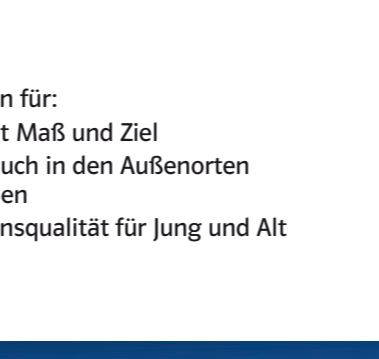 n für:
t Maß und Ziel
uch in den Außenorten
en
nsqualität für Jung und Alt